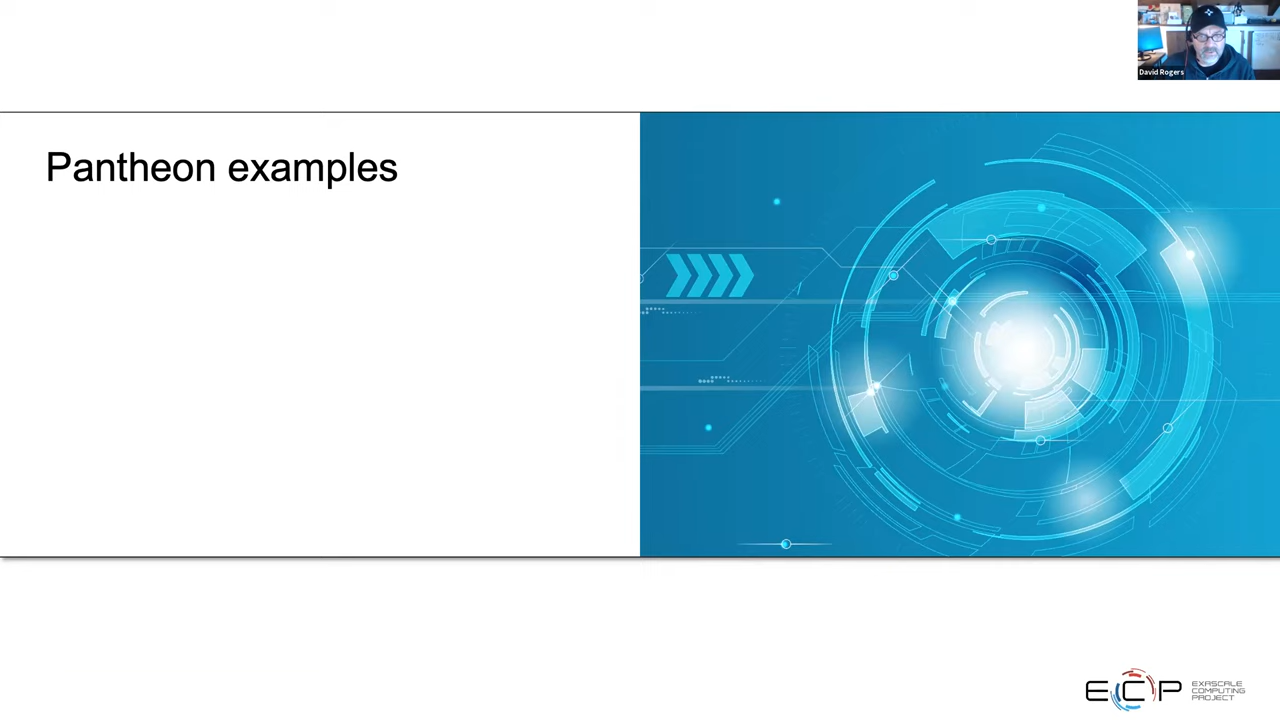 David Rogers
Pantheon examples
ECP
EXASCALE
COMPUTING
PROJECT